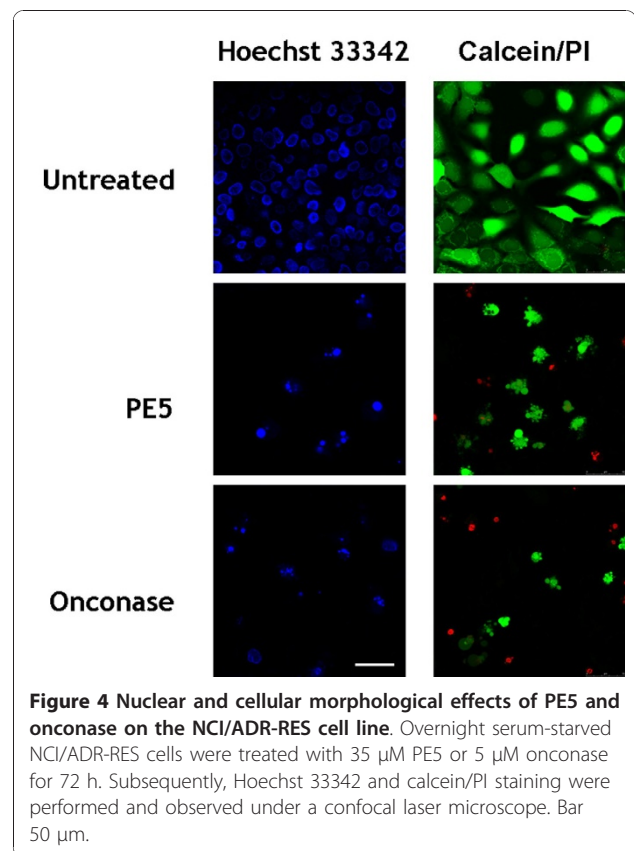 Hoechst 33342 Calcein/PI
Untreated
PE5
Onconase
Figure 4 Nuclear and cellular morphological effects of PE5 and
onconase on the NCI/ADR-RES cell line. Overnight serum-starved
NCI/ADR-RES cells were treated with 35 μM PE5 or 5 μM onconase
for 72 h. Subsequently, Hoechst 33342 and calcein/PI staining were
performed and observed under a confocal laser microscope. Bar
50 μm.